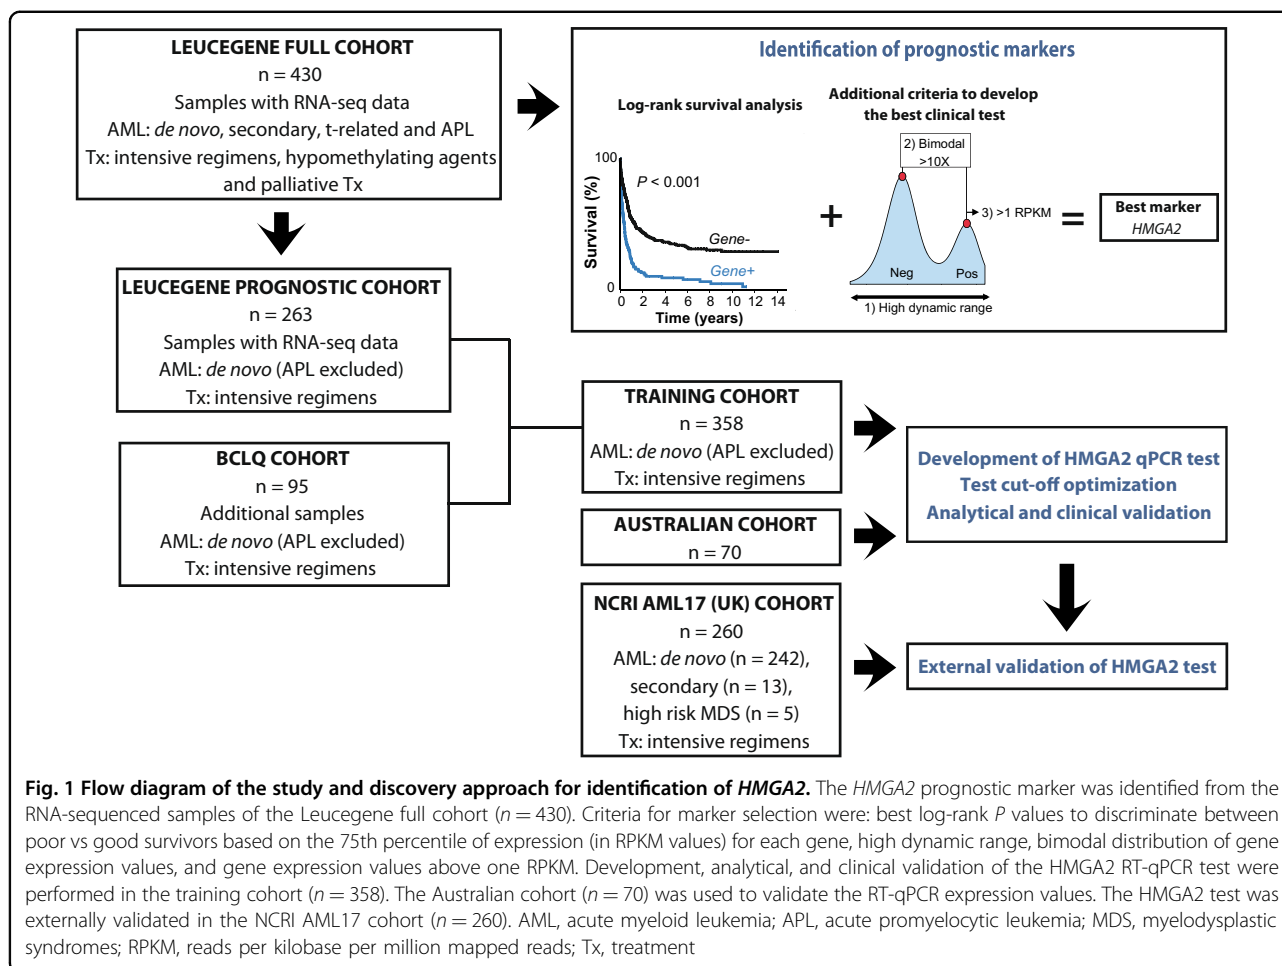 LEUCEGENE FULL COHORT
n = 430
Samples with RNA-seq data
AML: de novo, secondary, t-related and APL
Tx: intensive regimens, hypomethylating agents
and palliative Tx
Identification of prognostic markers
Log-rank survival analysis
100
Survival (%)
0
P < 0.001
Gene-
Gene+
0 2 4 6 8 10 12 14
Time (years)
+
Additional criteria to develop
the best clinical test
2) Bimodal
>10X
3) >1 RPKM
Neg
Pos
1) High dynamic range
=
Best marker
HMGA2
LEUCEGENE PROGNOSTIC COHORT
n = 263
Samples with RNA-seq data
AML: de novo (APL excluded)
Tx: intensive regimens
BCLQ COHORT
n = 95
Additional samples
AML: de novo (APL excluded)
Tx: intensive regimens
TRAINING COHORT
n = 358
AML: de novo (APL excluded)
Tx: intensive regimens
AUSTRALIAN COHORT
n = 70
Development of HMGA2 qPCR test
Test cut-off optimization
Analytical and clinical validation
NCRI AML17 (UK) COHORT
n = 260
AML: de novo (n = 242),
secondary (n = 13),
high risk MDS (n = 5)
Tx: intensive regimens
External validation of HMGA2 test
Fig. 1 Flow diagram of the study and discovery approach for identification of HMGA2. The HMGA2 prognostic marker was identified from the
RNA-sequenced samples of the Leucegene full cohort (n = 430). Criteria for marker selection were: best log-rank P values to discriminate between
poor vs good survivors based on the 75th percentile of expression (in RPKM values) for each gene, high dynamic range, bimodal distribution of gene
expression values, and gene expression values above one RPKM. Development, analytical, and clinical validation of the HMGA2 RT-qPCR test were
performed in the training cohort (n = 358). The Australian cohort (n = 70) was used to validate the RT-qPCR expression values. The HMGA2 test was
externally validated in the NCRI AML17 cohort (n = 260). AML, acute myeloid leukemia; APL, acute promyelocytic leukemia; MDS, myelodysplastic
syndromes; RPKM, reads per kilobase per million mapped reads; Tx, treatment